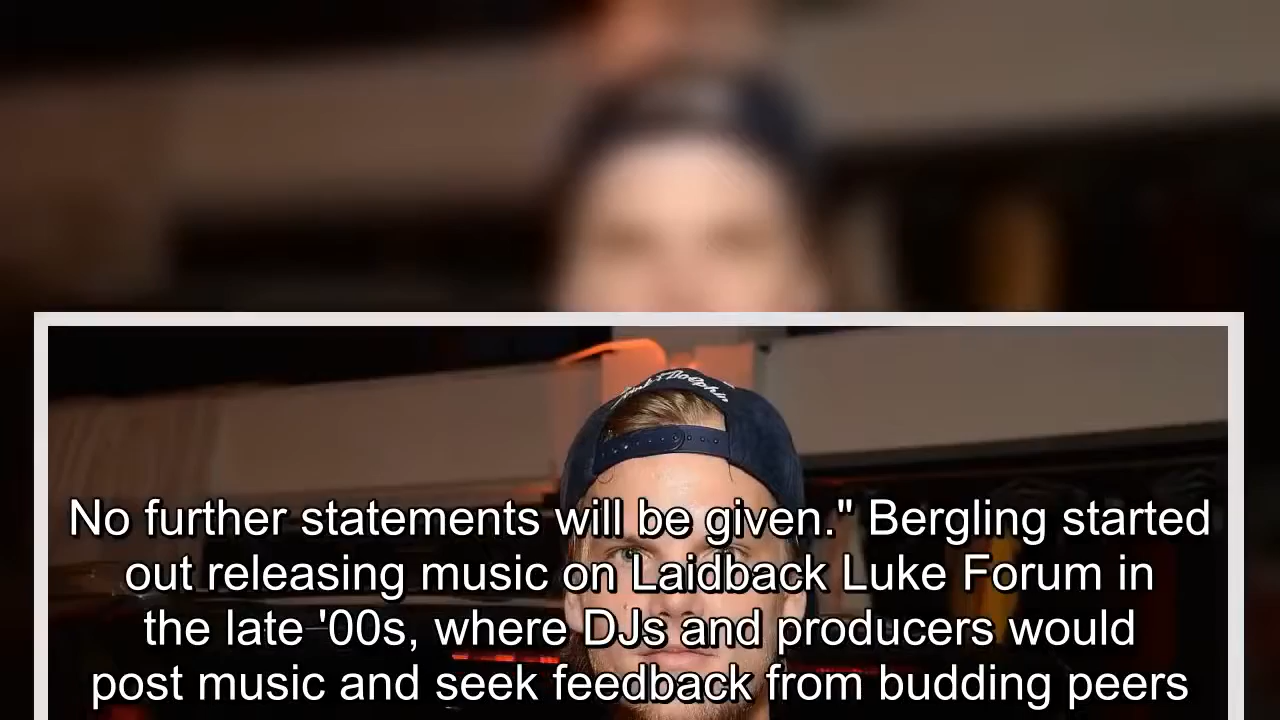 No further statements will be given." Bergling started
out releasing music on Laidback Luke Forum in
the late '00s, where DJs and producers would
post music and seek feedback from budding peers